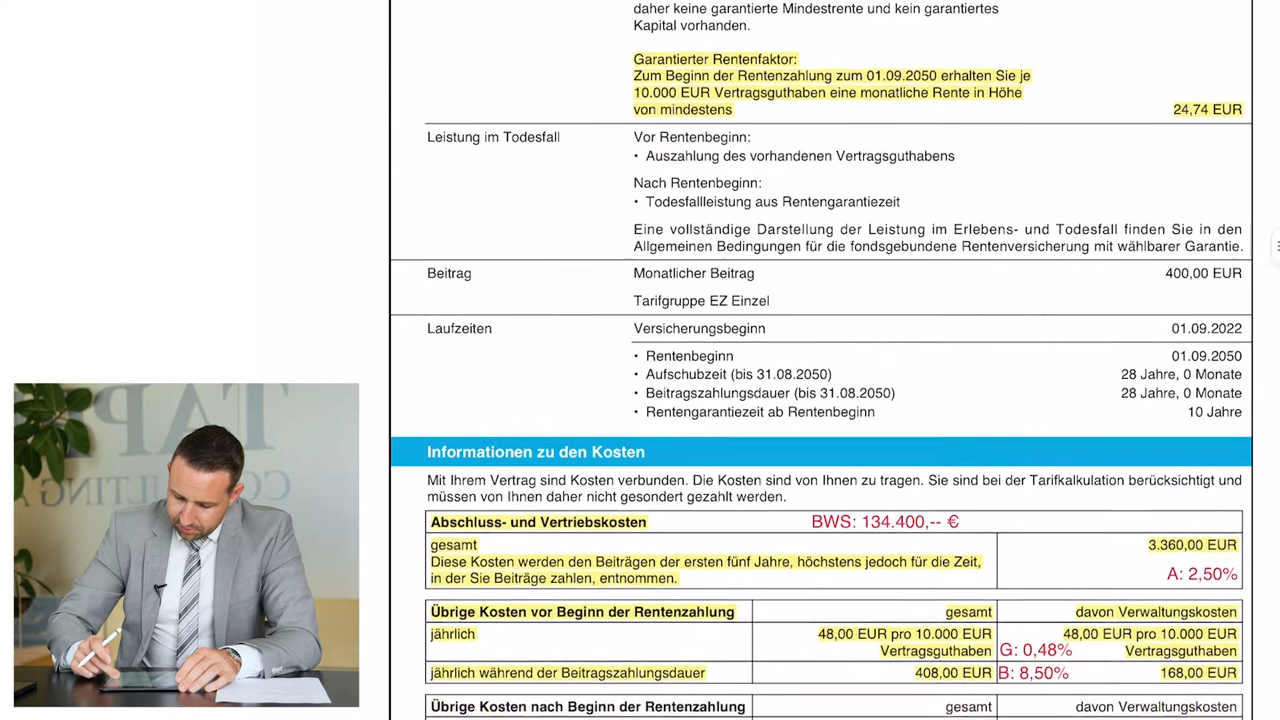 daher keine garantierte Mindestrente und kein garantiertes
Kapital vorhanden.
Garantierter Rentenfaktor:
Zum Beginn der Rentenzahlung zum 01.09.2050 erhalten Sie je
10.000 EUR Vertragsguthaben eine monatliche Rente in Höhe
von mindestens 24,74 EUR
Leistung im Todesfall Vor Rentenbeginn:
• Auszahlung des vorhandenen Vertragsguthabens
Nach Rentenbeginn:
• Todesfallleistung aus Rentengarantiezeit
Eine vollständige Darstellung der Leistung im Erlebens- und Todesfall finden Sie in den
Allgemeinen Bedingungen für die fondsgebundene Rentenversicherung mit wählbarer Garantie.
Beitrag Monatlicher Beitrag 400,00 EUR
Tarifgruppe EZ Einzel
Laufzeiten Versicherungsbeginn 01.09.2022
• Rentenbeginn 01.09.2050
• Aufschubzeit (bis 31.08.2050) 28 Jahre, 0 Monate
• Beitragszahlungsdauer (bis 31.08.2050) 28 Jahre, 0 Monate
• Rentengarantiezeit ab Rentenbeginn 10 Jahre
Informationen zu den Kosten
Mit Ihrem Vertrag sind Kosten verbunden. Die Kosten sind von Ihnen zu tragen. Sie sind bei der Tarifkalkulation berücksichtigt und
müssen von Ihnen daher nicht gesondert gezahlt werden.
Abschluss- und Vertriebskosten BWS: 134.400,-- €
gesamt 3.360,00 EUR
Diese Kosten werden den Beiträgen der ersten fünf Jahre, höchstens jedoch für die Zeit,
in der Sie Beiträge zahlen, entnommen. A: 2,50%
Übrige Kosten vor Beginn der Rentenzahlung gesamt davon Verwaltungskosten
jährlich 48,00 EUR pro 10.000 EUR 48,00 EUR pro 10.000 EUR
Vertragsguthaben G: 0,48% Vertragsguthaben
jährlich während der Beitragszahlungsdauer 408,00 EUR B: 8,50% 168,00 EUR
Übrige Kosten nach Beginn der Rentenzahlung gesamt davon Verwaltungskosten